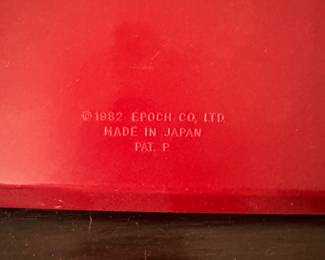 ©1982 EPOCH CO, LTD.
MADE IN JAPAN
PAT. P.